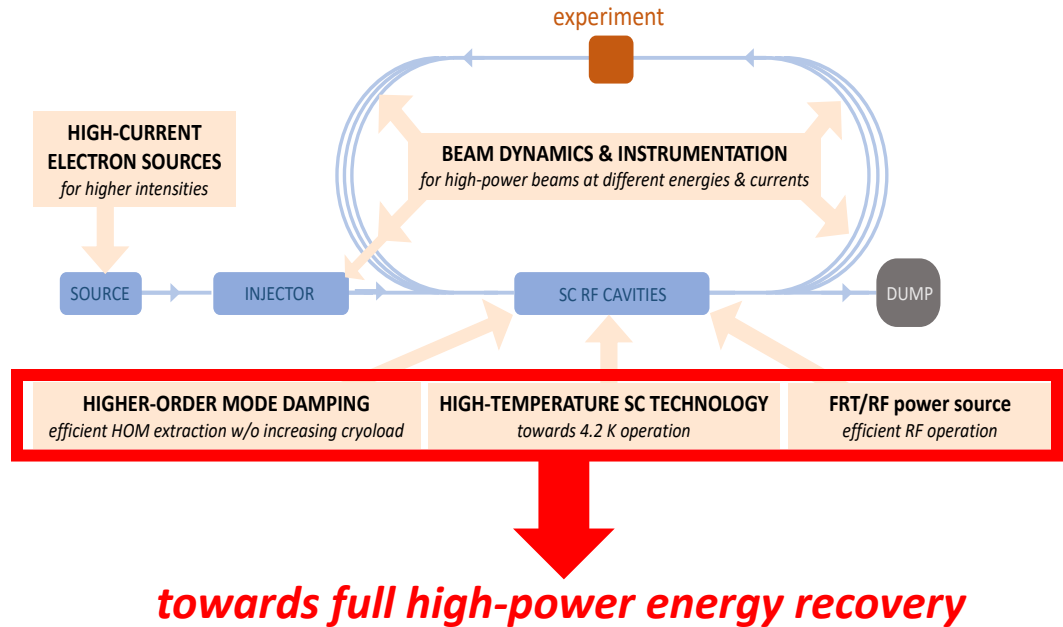 experiment
HIGH-CURRENT
ELECTRON SOURCES
for higher intensities
BEAM DYNAMICS & INSTRUMENTATION
for high-power beams at different energies & currents
SOURCE
INJECTOR
SC RF CAVITIES
DUMP
HIGHER-ORDER MODE DAMPING
efficient HOM extraction w/o increasing cryoload
HIGH-TEMPERATURE SC TECHNOLOGY
towards 4.2 K operation
FRT/RF power source
efficient RF operation
towards full high-power energy recovery